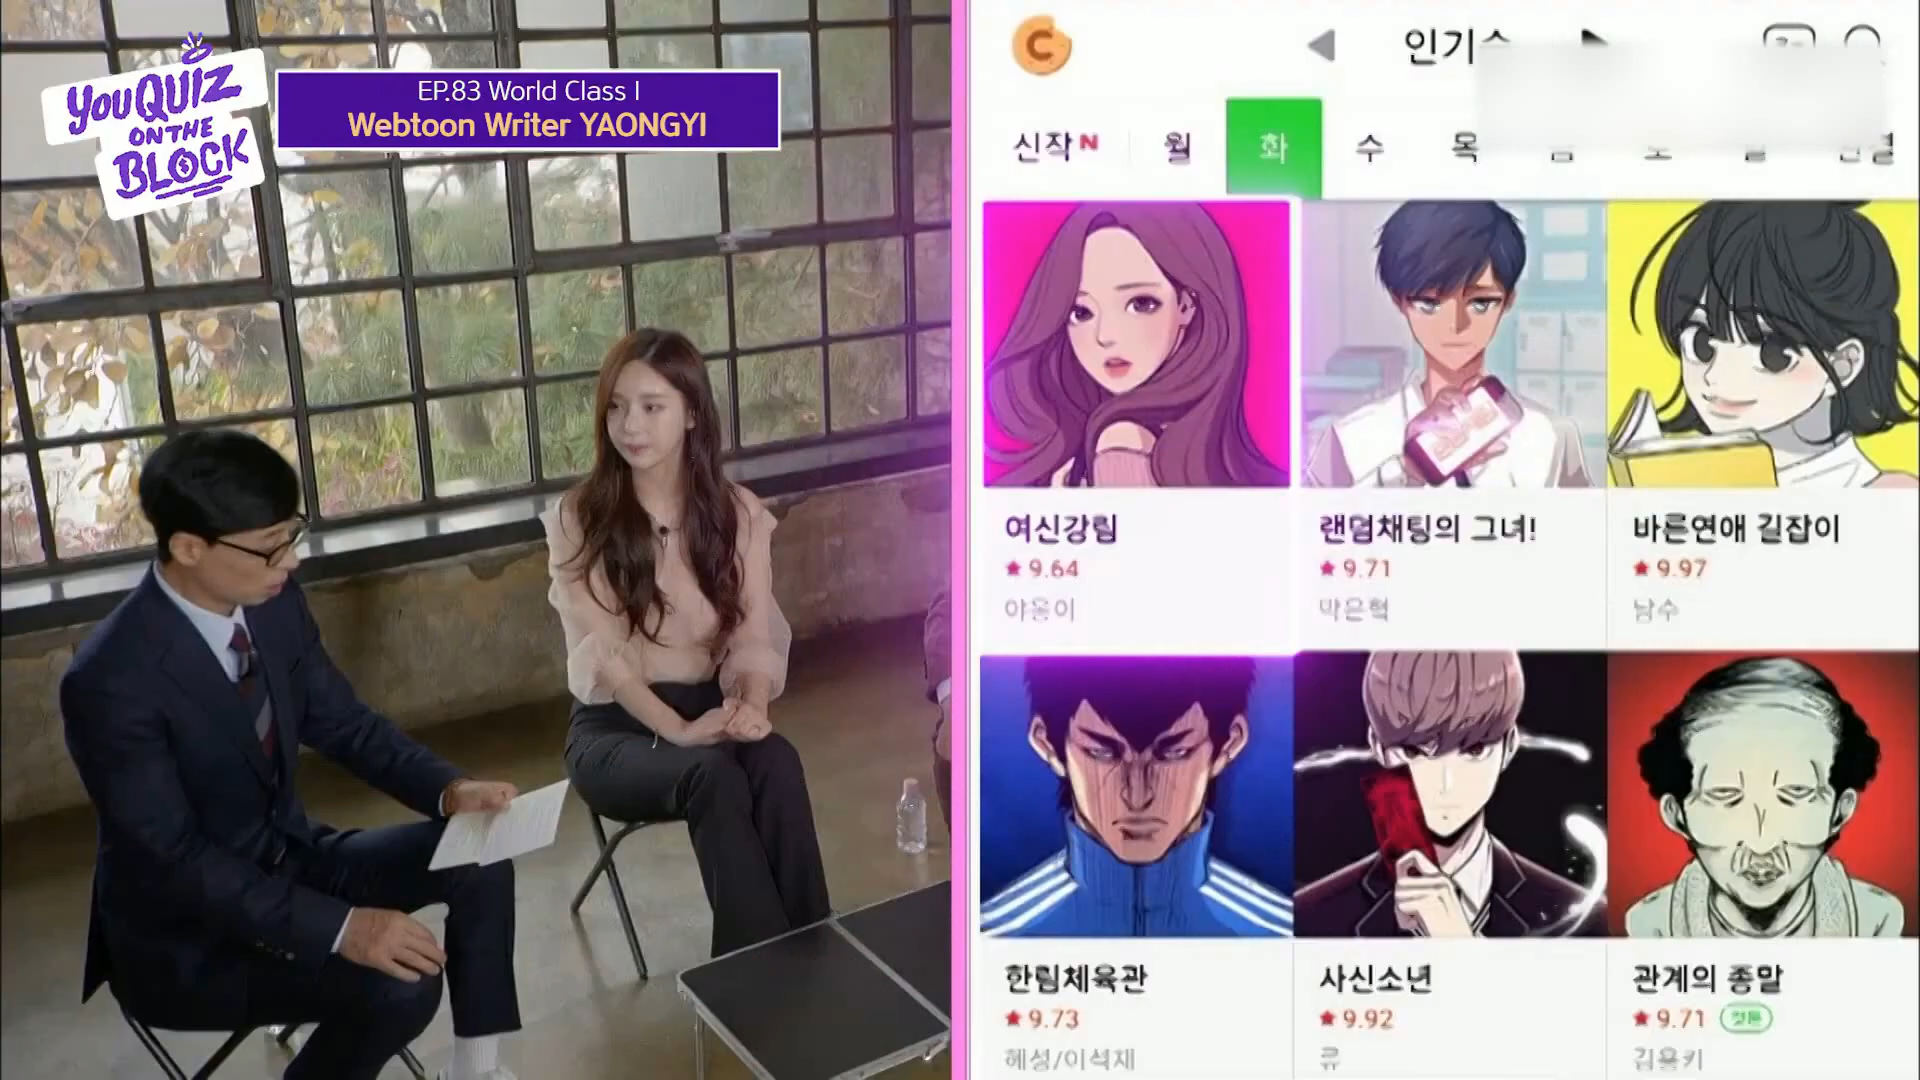 YOU QUIZ
ON THE
BLOCK
EP.83 World Class I
Webtoon Writer YAONGYI
C
신작 N 월 화 수 목
여신강림
9.64
야옹이
랜덤채팅의 그녀!
9.71
박은혁
바른연애 길잡이
9.97
남수
한림체육관
9.73
혜성/이석재
사신소년
9.92
류
관계의 종말
9.71 컷툰
김용키